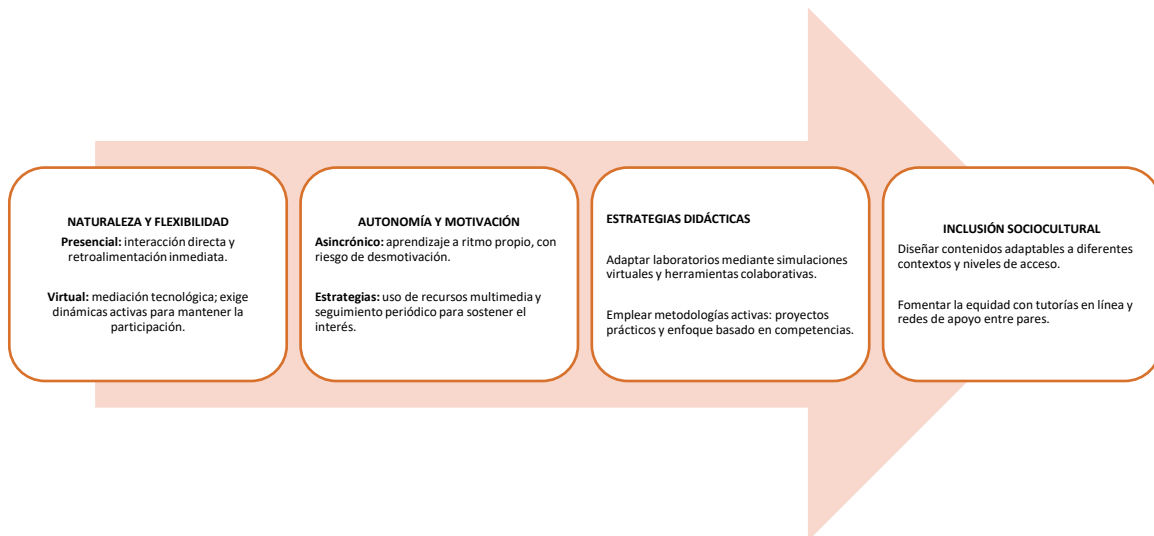 NATURALEZA Y FLEXIBILIDAD
Presencial: interacción directa y
retroalimentación inmediata.
Virtual: mediación tecnológica; exige
dinámicas activas para mantener la
participación.
AUTONOMÍA Y MOTIVACIÓN
Asincrónico: aprendizaje a ritmo propio, con
riesgo de desmotivación.
Estrategias: uso de recursos multimedia y
seguimiento periódico para sostener el
interés.
ESTRATEGIAS DIDÁCTICAS
Adaptar laboratorios mediante simulaciones
virtuales y herramientas colaborativas.
Emplear metodologías activas: proyectos
prácticos y enfoque basado en competencias.
INCLUSIÓN SOCIOCULTURAL
Diseñar contenidos adaptables a diferentes
contextos y niveles de acceso.
Fomentar la equidad con tutorías en línea y
redes de apoyo entre pares.